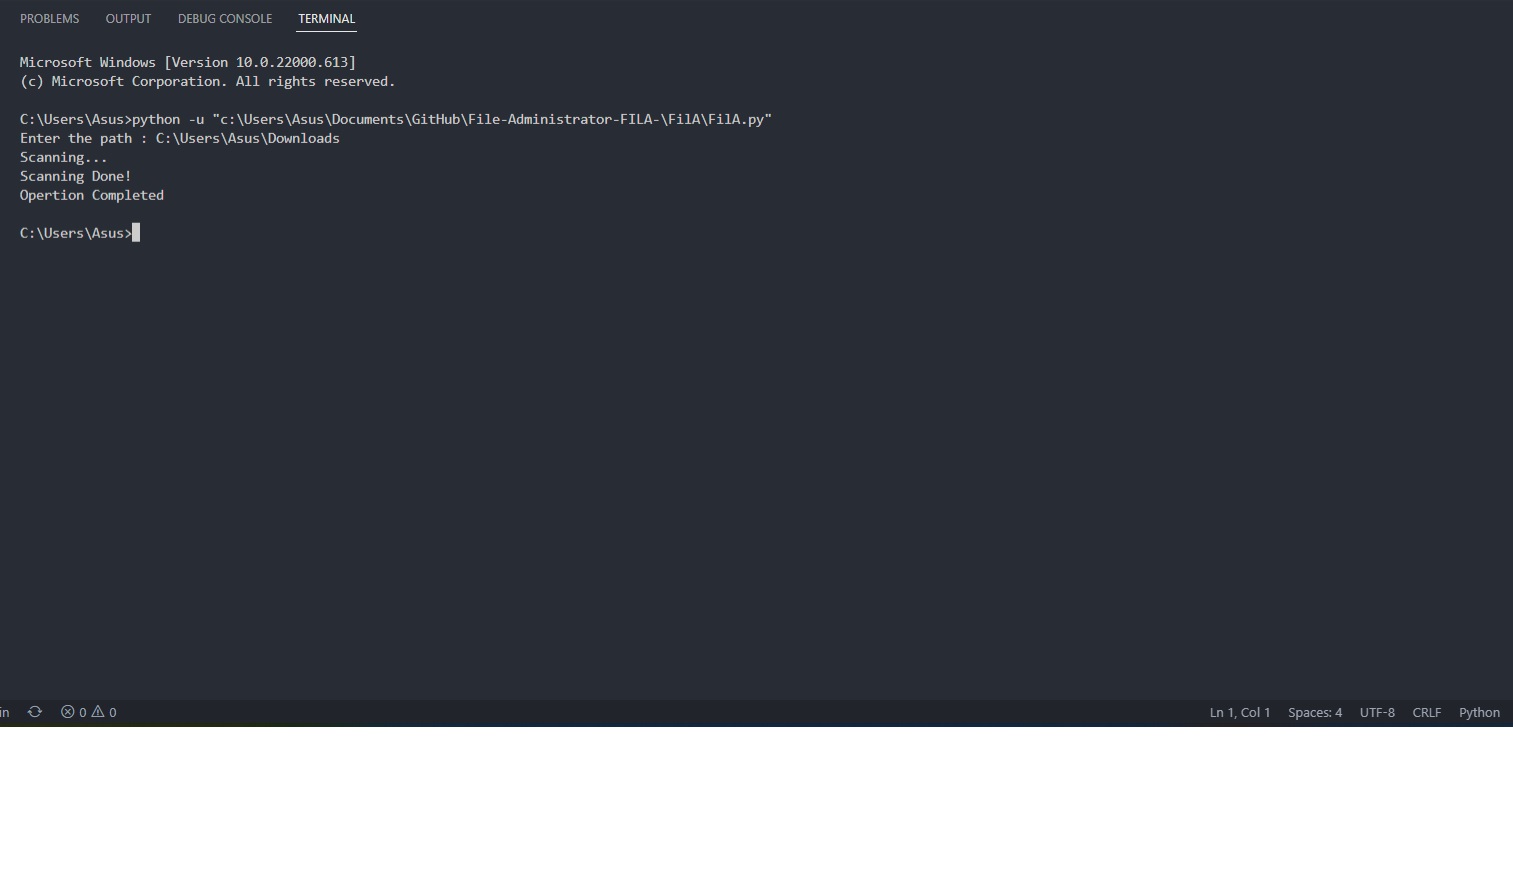 PROBLEMS OUTPUT DEBUG CONSOLE TERMINAL
Microsoft Windows [Version 10.0.22000.613]
(c) Microsoft Corporation. All rights reserved.
C:\Users\Asus>python -u "c:\Users\Asus\Documents\GitHub\File-Administrator-FILA-\FilA\FilA.py"
Enter the path : C:\Users\Asus\Downloads
Scanning...
Scanning Done!
Opertion Completed
C:\Users\Asus>
in 0 0 Ln 1, Col 1 Spaces: 4 UTF-8 CRLF Python